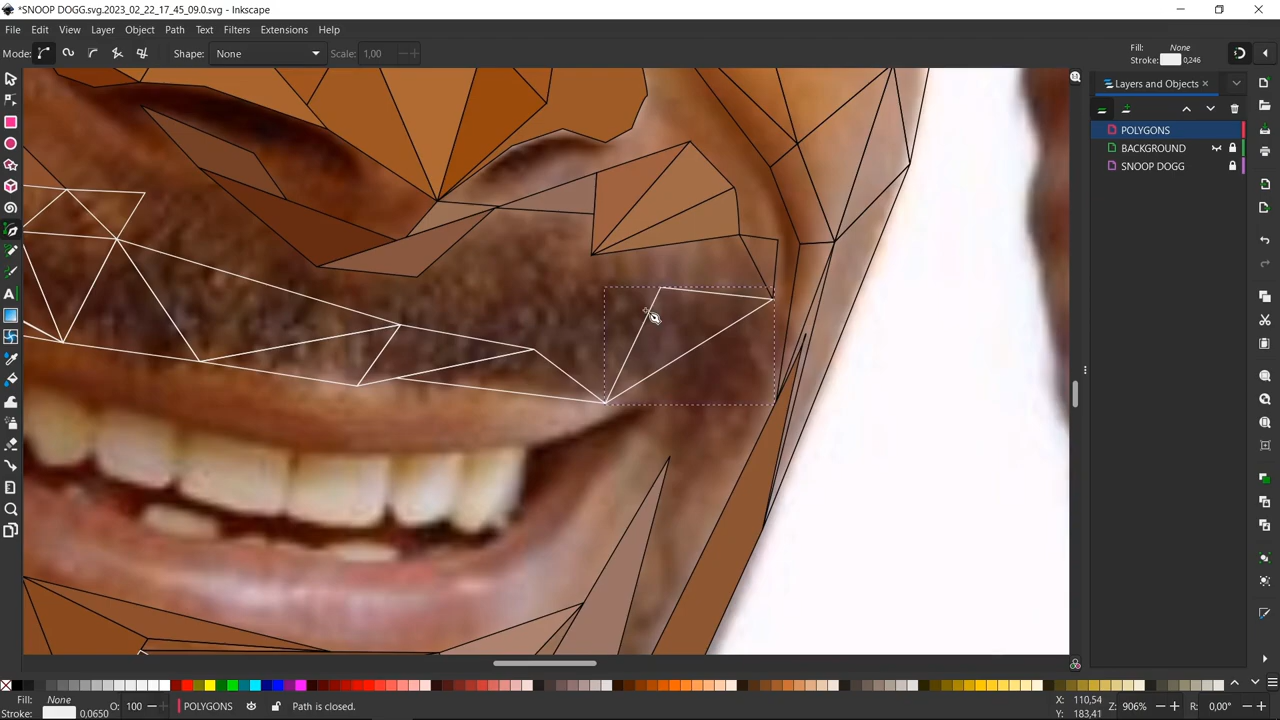 *SNOOP DOGG.svg.2023_02_22_17_45_09.0.svg - Inkscape
File Edit View Layer Object Path Text Filters Extensions Help
Mode: Shape: None Scale: 1,00
Fill: None
Stroke: 0,246
Layers and Objects
POLYGONS
BACKGROUND
SNOOP DOGG
Fill: None
Stroke: 0,0650
O: 100
POLYGONS
Path is closed.
X: 110,54
Y: 183,41
Z: 906%
R: 0,00°